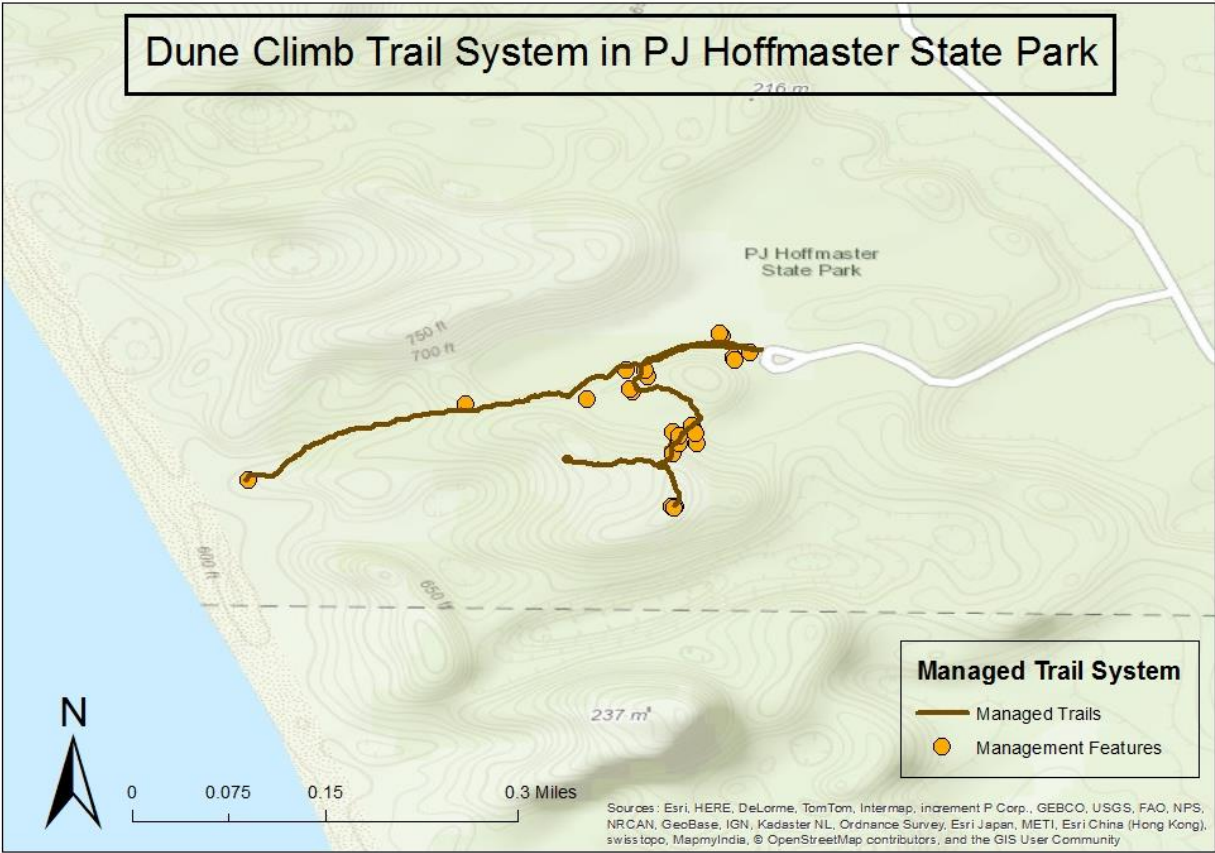 Dune Climb Trail System in PJ Hoffmaster State Park
216 m
PJ Hoffmaster
State Park
750 ft
700 ft
600 ft
650 ft
237 m
Managed Trail System
Managed Trails
Management Features
N
0 0.075 0.15 0.3 Miles
Sources: Esri, HERE, DeLorme, TomTom, Intermap, increment P Corp., GEBCO, USGS, FAO, NPS,
NRCAN, GeoBase, IGN, Kadaster NL, Ordnance Survey, Esri Japan, METI, Esri China (Hong Kong),
swisstopo, MapmyIndia, © OpenStreetMap contributors, and the GIS User Community